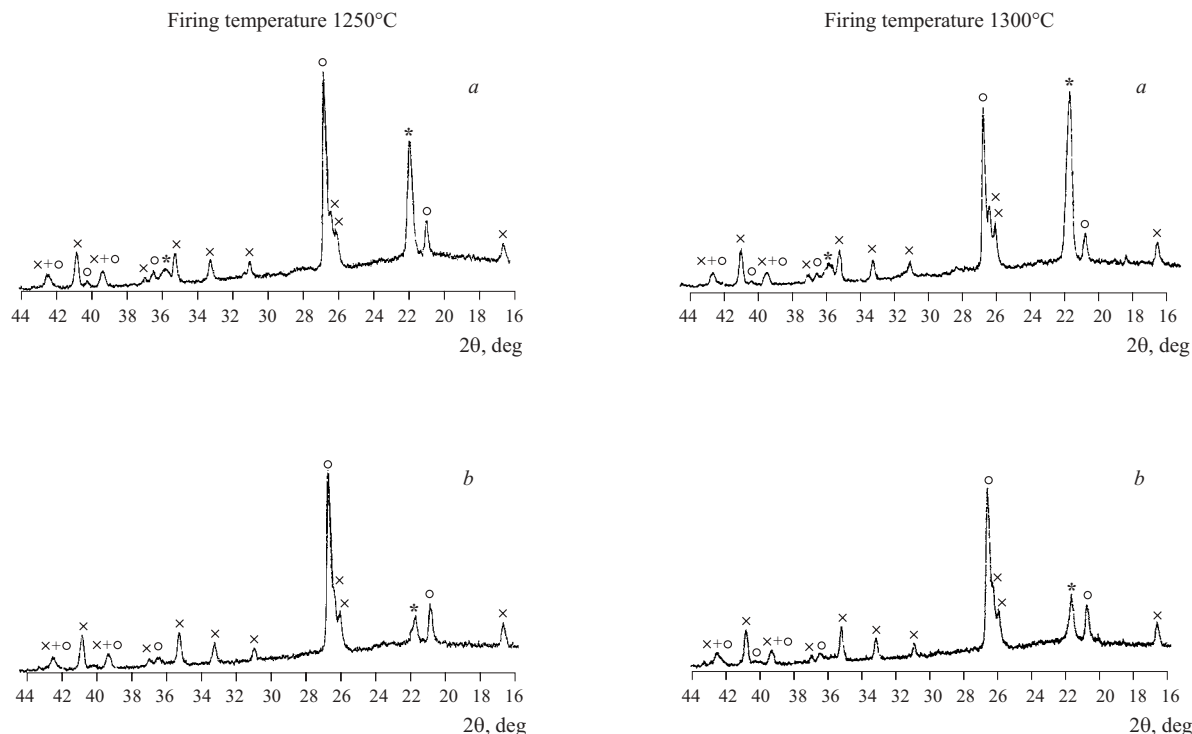 Firing temperature 1250°C
a
×+○ × ○ ×+○ × ○ * × × × ○ × × * ○ ×
44 42 40 38 36 34 32 30 28 26 24 22 20 18 16
2θ, deg
Firing temperature 1300°C
a
×+○ × ○ ×+○ × ○ * × × × ○ × × * ○ ×
44 42 40 38 36 34 32 30 28 26 24 22 20 18 16
2θ, deg
b
×+○ × ×+○ × ○ × × × ○ × × * ○ ×
44 42 40 38 36 34 32 30 28 26 24 22 20 18 16
2θ, deg
b
×+○ × ○ ×+○ × ○ × × × ○ × × * ○ ×
44 42 40 38 36 34 32 30 28 26 24 22 20 18 16
2θ, deg